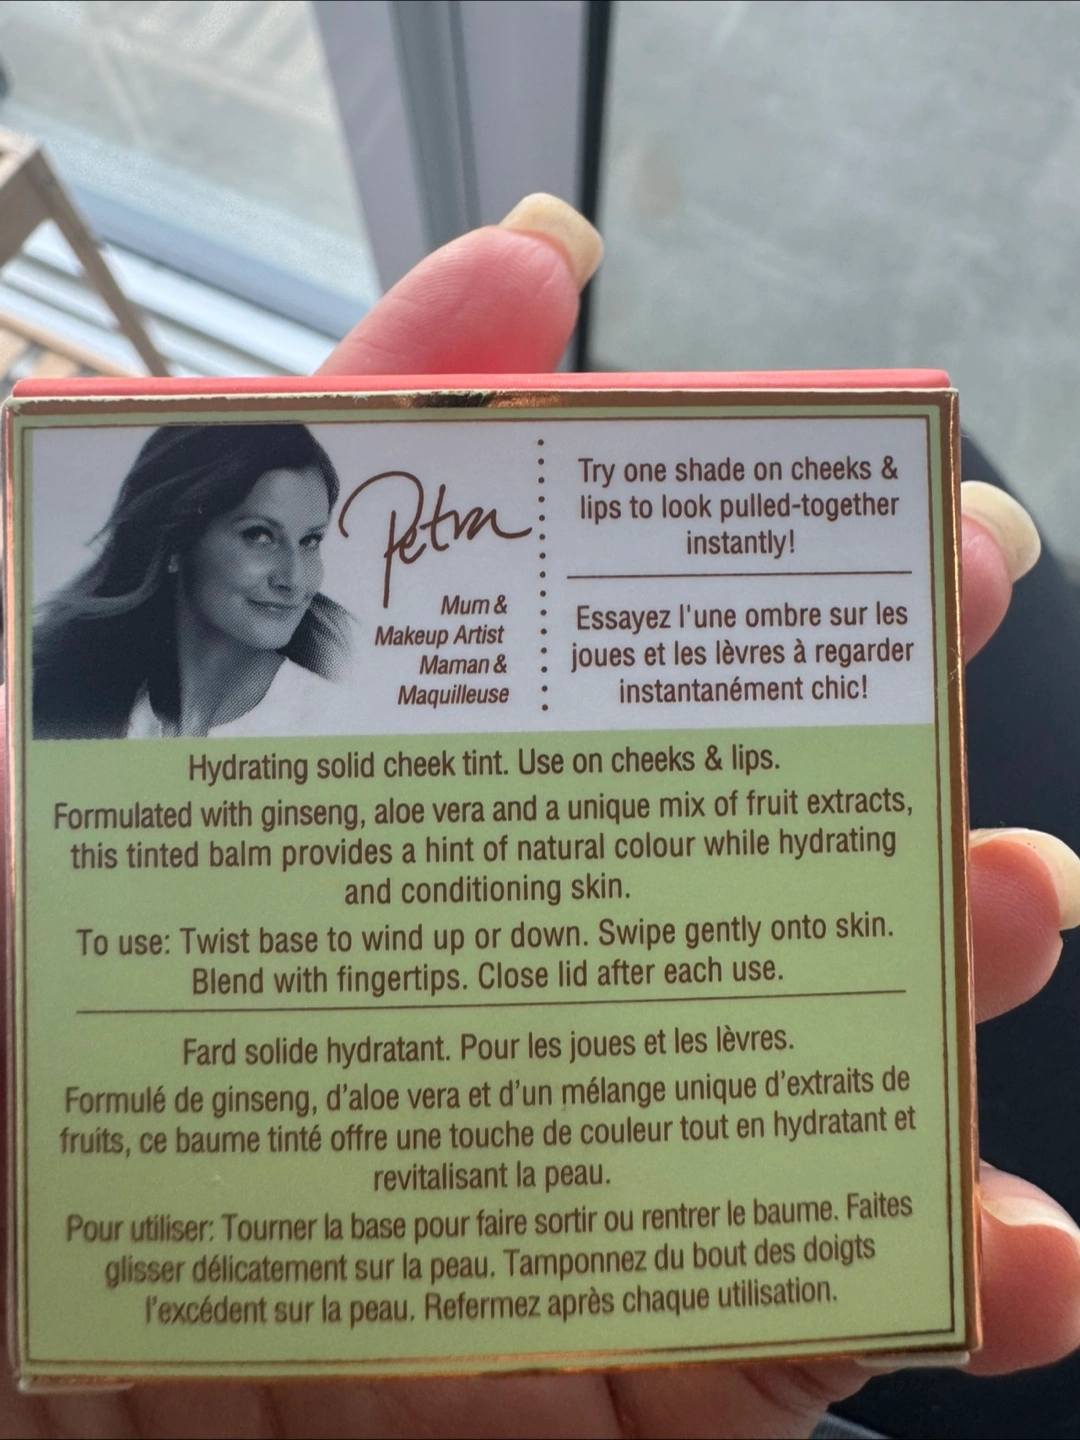 Petra
Mum &
Makeup Artist
Maman &
Maquilleuse
Try one shade on cheeks &
lips to look pulled-together
instantly!
Essayez l'une ombre sur les
joues et les lèvres à regarder
instantanément chic!
Hydrating solid cheek tint. Use on cheeks & lips.
Formulated with ginseng, aloe vera and a unique mix of fruit extracts,
this tinted balm provides a hint of natural colour while hydrating
and conditioning skin.
To use: Twist base to wind up or down. Swipe gently onto skin.
Blend with fingertips. Close lid after each use.
Fard solide hydratant. Pour les joues et les lèvres.
Formulé de ginseng, d'aloe vera et d'un mélange unique d'extraits de
fruits, ce baume tinté offre une touche de couleur tout en hydratant et
revitalisant la peau.
Pour utiliser: Tourner la base pour faire sortir ou rentrer le baume. Faites
glisser délicatement sur la peau. Tamponnez du bout des doigts
l'excédent sur la peau. Refermez après chaque utilisation.